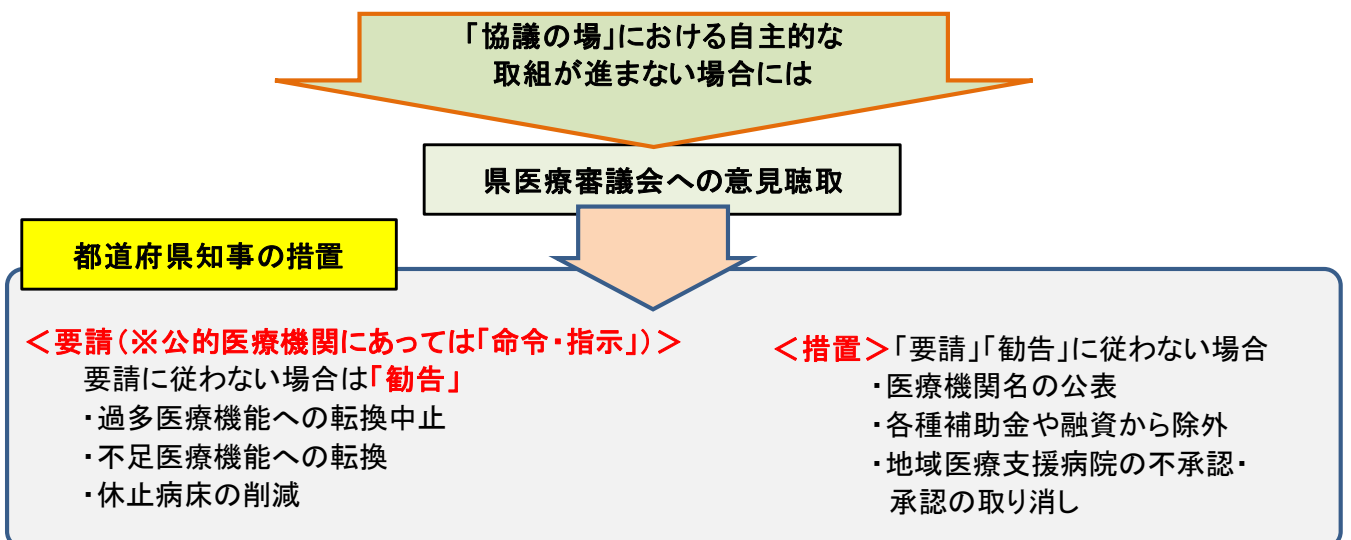 「協議の場」における自主的な
取組が進まない場合には
県医療審議会への意見聴取
都道府県知事の措置
＜要請(※公的医療機関にあっては「命令・指示」)＞
要請に従わない場合は「勧告」
・過多医療機能への転換中止
・不足医療機能への転換
・休止病床の削減
＜措置＞「要請」「勧告」に従わない場合
・医療機関名の公表
・各種補助金や融資から除外
・地域医療支援病院の不承認・
承認の取り消し